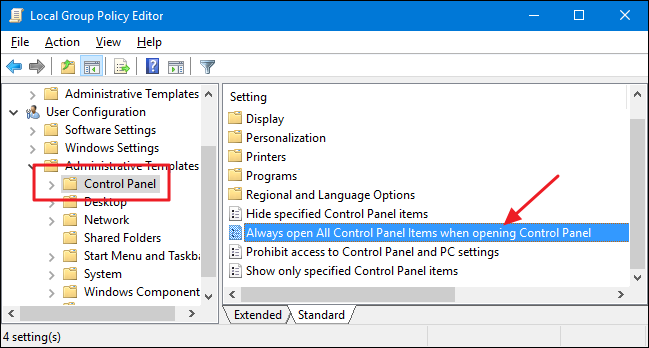 Local Group Policy Editor
File Action View Help
Administrative Templates
User Configuration
Software Settings
Windows Settings
Administrative Templates
Control Panel
Desktop
Network
Shared Folders
Start Menu and Taskba
System
Windows Component
Setting
Display
Personalization
Printers
Programs
Regional and Language Options
Hide specified Control Panel items
Always open All Control Panel Items when opening Control Panel
Prohibit access to Control Panel and PC settings
Show only specified Control Panel items
Extended Standard
4 setting(s)